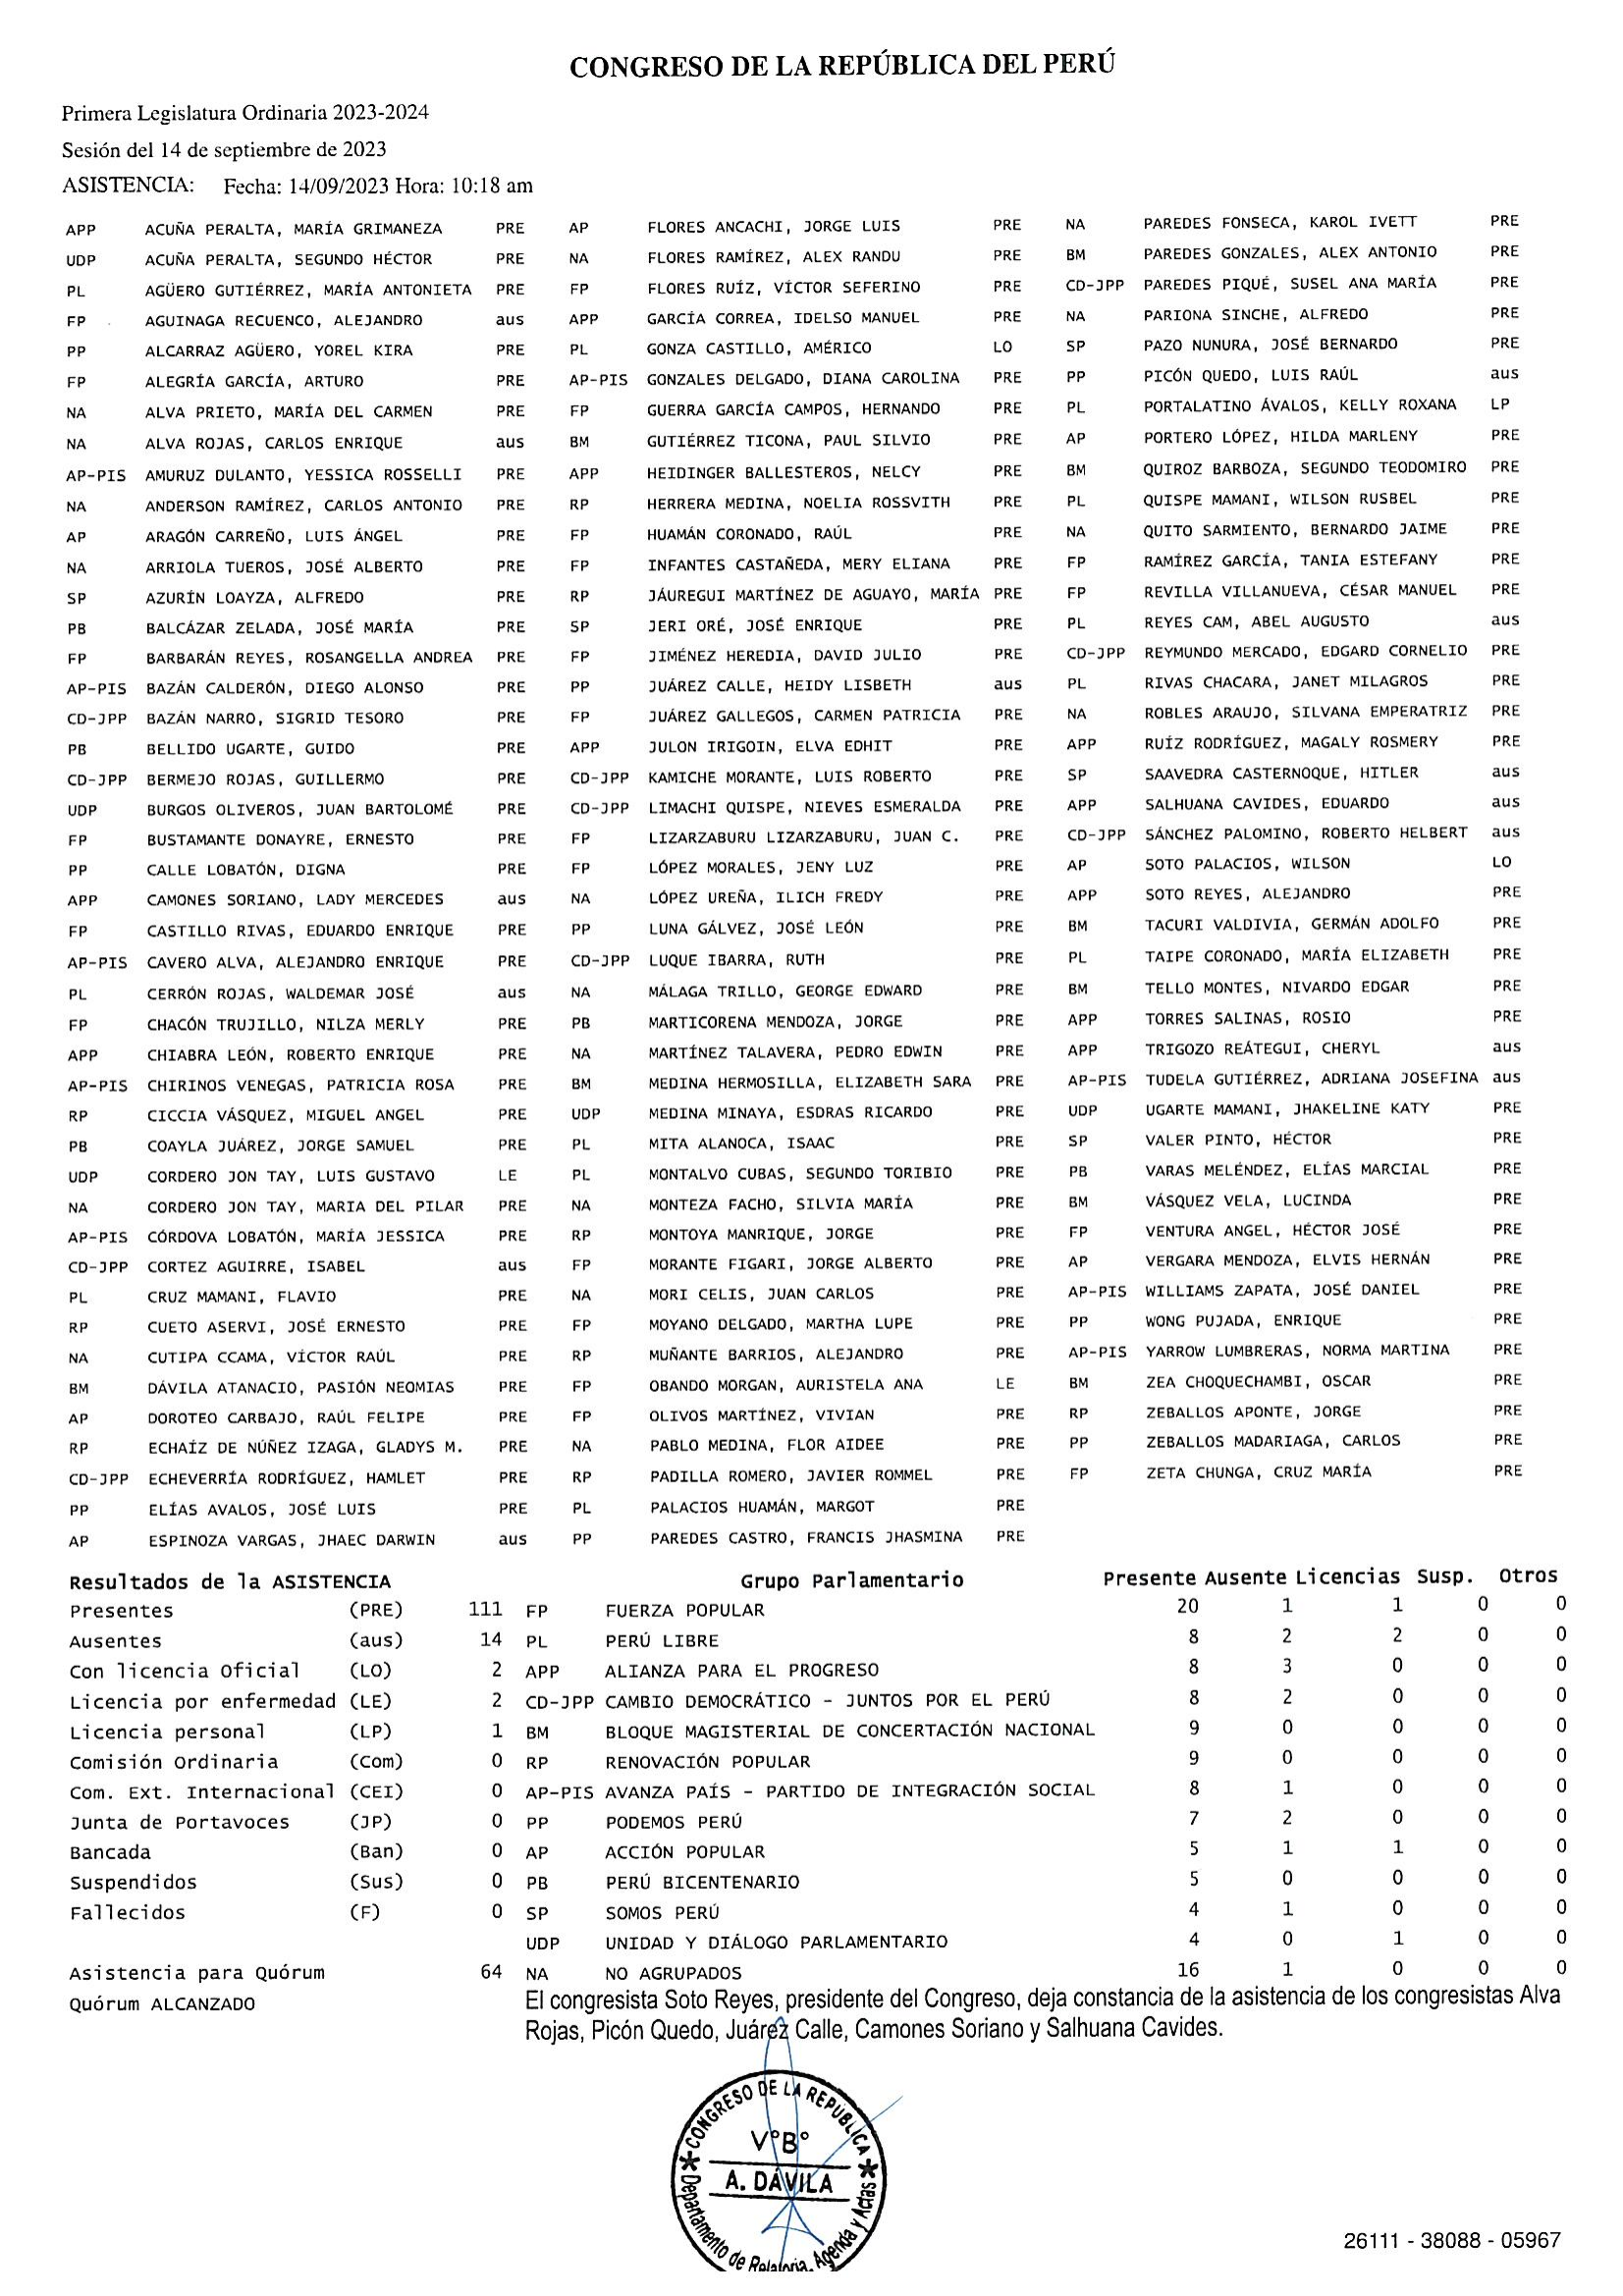 CONGRESO DE LA REPÚBLICA DEL PERÚ
Primera Legislatura Ordinaria 2023-2024
Sesión del 14 de septiembre de 2023
ASISTENCIA: Fecha: 14/09/2023 Hora: 10:18 am
APP ACUÑA PERALTA, MARÍA GRIMANEZA PRE AP FLORES ANCACHI, JORGE LUIS PRE NA PAREDES FONSECA, KAROL IVETT PRE
UDP ACUÑA PERALTA, SEGUNDO HÉCTOR PRE NA FLORES RAMÍREZ, ALEX RANDU PRE BM PAREDES GONZALES, ALEX ANTONIO PRE
PL AGÜERO GUTIÉRREZ, MARÍA ANTONIETA PRE FP FLORES RUÍZ, VÍCTOR SEFERINO PRE CD-JPP PAREDES PIQUÉ, SUSEL ANA MARÍA PRE
FP AGUINAGA RECUENCO, ALEJANDRO aus APP GARCÍA CORREA, IDELSO MANUEL PRE NA PARIONA SINCHE, ALFREDO PRE
PP ALCARRAZ AGÜERO, YOREL KIRA PRE PL GONZA CASTILLO, AMÉRICO LO SP PAZO NUNURA, JOSÉ BERNARDO PRE
FP ALEGRÍA GARCÍA, ARTURO PRE AP-PIS GONZALES DELGADO, DIANA CAROLINA PRE PP PICÓN QUEDO, LUIS RAÚL aus
NA ALVA PRIETO, MARÍA DEL CARMEN PRE FP GUERRA GARCÍA CAMPOS, HERNANDO PRE PL PORTALATINO ÁVALOS, KELLY ROXANA LP
NA ALVA ROJAS, CARLOS ENRIQUE aus BM GUTIÉRREZ TICONA, PAUL SILVIO PRE AP PORTERO LÓPEZ, HILDA MARLENY PRE
AP-PIS AMURUZ DULANTO, YESSICA ROSSELLI PRE APP HEIDINGER BALLESTEROS, NELCY PRE BM QUIROZ BARBOZA, SEGUNDO TEODOMIRO PRE
NA ANDERSON RAMÍREZ, CARLOS ANTONIO PRE RP HERRERA MEDINA, NOELIA ROSSVITH PRE PL QUISPE MAMANI, WILSON RUSBEL PRE
AP ARAGÓN CARREÑO, LUIS ÁNGEL PRE FP HUAMÁN CORONADO, RAÚL PRE NA QUITO SARMIENTO, BERNARDO JAIME PRE
NA ARRIOLA TUEROS, JOSÉ ALBERTO PRE FP INFANTES CASTAÑEDA, MERY ELIANA PRE FP RAMÍREZ GARCÍA, TANIA ESTEFANY PRE
SP AZURÍN LOAYZA, ALFREDO PRE RP JÁUREGUI MARTÍNEZ DE AGUAYO, MARÍA PRE FP REVILLA VILLANUEVA, CÉSAR MANUEL PRE
PB BALCÁZAR ZELADA, JOSÉ MARÍA PRE SP JERI ORÉ, JOSÉ ENRIQUE PRE PL REYES CAM, ABEL AUGUSTO aus
FP BARBARÁN REYES, ROSANGELLA ANDREA PRE FP JIMÉNEZ HEREDIA, DAVID JULIO PRE CD-JPP REYMUNDO MERCADO, EDGARD CORNELIO PRE
AP-PIS BAZÁN CALDERÓN, DIEGO ALONSO PRE PP JUÁREZ CALLE, HEIDY LISBETH aus PL RIVAS CHACARA, JANET MILAGROS PRE
CD-JPP BAZÁN NARRO, SIGRID TESORO PRE FP JUÁREZ GALLEGOS, CARMEN PATRICIA PRE NA ROBLES ARAUJO, SILVANA EMPERATRIZ PRE
PB BELLIDO UGARTE, GUIDO PRE APP JULON IRIGOIN, ELVA EDHIT PRE APP RUÍZ RODRÍGUEZ, MAGALY ROSMERY PRE
CD-JPP BERMEJO ROJAS, GUILLERMO PRE CD-JPP KAMICHE MORANTE, LUIS ROBERTO PRE SP SAAVEDRA CASTERNOQUE, HITLER aus
UDP BURGOS OLIVEROS, JUAN BARTOLOMÉ PRE CD-JPP LIMACHI QUISPE, NIEVES ESMERALDA PRE APP SALHUANA CAVIDES, EDUARDO aus
FP BUSTAMANTE DONAYRE, ERNESTO PRE FP LIZARZABURU LIZARZABURU, JUAN C. PRE CD-JPP SÁNCHEZ PALOMINO, ROBERTO HELBERT aus
PP CALLE LOBATÓN, DIGNA PRE FP LÓPEZ MORALES, JENY LUZ PRE AP SOTO PALACIOS, WILSON LO
APP CAMONES SORIANO, LADY MERCEDES aus NA LÓPEZ UREÑA, ILICH FREDY PRE APP SOTO REYES, ALEJANDRO PRE
FP CASTILLO RIVAS, EDUARDO ENRIQUE PRE PP LUNA GÁLVEZ, JOSÉ LEÓN PRE BM TACURI VALDIVIA, GERMÁN ADOLFO PRE
AP-PIS CAVERO ALVA, ALEJANDRO ENRIQUE PRE CD-JPP LUQUE IBARRA, RUTH PRE PL TAIPE CORONADO, MARÍA ELIZABETH PRE
PL CERRÓN ROJAS, WALDEMAR JOSÉ aus NA MÁLAGA TRILLO, GEORGE EDWARD PRE BM TELLO MONTES, NIVARDO EDGAR PRE
FP CHACÓN TRUJILLO, NILZA MERLY PRE PB MARTICORENA MENDOZA, JORGE PRE APP TORRES SALINAS, ROSIO PRE
APP CHIABRA LEÓN, ROBERTO ENRIQUE PRE NA MARTÍNEZ TALAVERA, PEDRO EDWIN PRE APP TRIGOZO REÁTEGUI, CHERYL aus
AP-PIS CHIRINOS VENEGAS, PATRICIA ROSA PRE BM MEDINA HERMOSILLA, ELIZABETH SARA PRE AP-PIS TUDELA GUTIÉRREZ, ADRIANA JOSEFINA aus
RP CICCIA VÁSQUEZ, MIGUEL ANGEL PRE UDP MEDINA MINAYA, ESDRAS RICARDO PRE UDP UGARTE MAMANI, JHAKELINE KATY PRE
PB COAYLA JUÁREZ, JORGE SAMUEL PRE PL MITA ALANOCA, ISAAC PRE SP VALER PINTO, HÉCTOR PRE
UDP CORDERO JON TAY, LUIS GUSTAVO LE PL MONTALVO CUBAS, SEGUNDO TORIBIO PRE PB VARAS MELÉNDEZ, ELÍAS MARCIAL PRE
NA CORDERO JON TAY, MARIA DEL PILAR PRE NA MONTEZA FACHO, SILVIA MARÍA PRE BM VÁSQUEZ VELA, LUCINDA PRE
AP-PIS CÓRDOVA LOBATÓN, MARÍA JESSICA PRE RP MONTOYA MANRIQUE, JORGE PRE FP VENTURA ANGEL, HÉCTOR JOSÉ PRE
CD-JPP CORTEZ AGUIRRE, ISABEL aus FP MORANTE FIGARI, JORGE ALBERTO PRE AP VERGARA MENDOZA, ELVIS HERNÁN PRE
PL CRUZ MAMANI, FLAVIO PRE NA MORI CELIS, JUAN CARLOS PRE AP-PIS WILLIAMS ZAPATA, JOSÉ DANIEL PRE
RP CUETO ASERVI, JOSÉ ERNESTO PRE FP MOYANO DELGADO, MARTHA LUPE PRE PP WONG PUJADA, ENRIQUE PRE
NA CUTIPA CCAMA, VÍCTOR RAÚL PRE RP MUÑANTE BARRIOS, ALEJANDRO PRE AP-PIS YARROW LUMBRERAS, NORMA MARTINA PRE
BM DÁVILA ATANACIO, PASIÓN NEOMIAS PRE FP OBANDO MORGAN, AURISTELA ANA LE BM ZEA CHOQUECHAMBI, OSCAR PRE
AP DOROTEO CARBAJO, RAÚL FELIPE PRE FP OLIVOS MARTÍNEZ, VIVIAN PRE RP ZEBALLOS APONTE, JORGE PRE
RP ECHAÍZ DE NÚÑEZ IZAGA, GLADYS M. PRE NA PABLO MEDINA, FLOR AIDEE PRE PP ZEBALLOS MADARIAGA, CARLOS PRE
CD-JPP ECHEVERRÍA RODRÍGUEZ, HAMLET PRE RP PADILLA ROMERO, JAVIER ROMMEL PRE FP ZETA CHUNGA, CRUZ MARÍA PRE
PP ELÍAS AVALOS, JOSÉ LUIS PRE PL PALACIOS HUAMÁN, MARGOT PRE
AP ESPINOZA VARGAS, JHAEC DARWIN aus PP PAREDES CASTRO, FRANCIS JHASMINA PRE
Resultados de la ASISTENCIA Grupo Parlamentario Presente Ausente Licencias Susp. Otros
Presentes (PRE) 111 FP FUERZA POPULAR 20 1 1 0 0
Ausentes (aus) 14 PL PERÚ LIBRE 8 2 2 0 0
Con licencia Oficial (LO) 2 APP ALIANZA PARA EL PROGRESO 8 3 0 0 0
Licencia por enfermedad (LE) 2 CD-JPP CAMBIO DEMOCRÁTICO - JUNTOS POR EL PERÚ 8 2 0 0 0
Licencia personal (LP) 1 BM BLOQUE MAGISTERIAL DE CONCERTACIÓN NACIONAL 9 0 0 0 0
Comisión Ordinaria (Com) 0 RP RENOVACIÓN POPULAR 9 0 0 0 0
Com. Ext. Internacional (CEI) 0 AP-PIS AVANZA PAÍS - PARTIDO DE INTEGRACIÓN SOCIAL 8 1 0 0 0
Junta de Portavoces (JP) 0 PP PODEMOS PERÚ 7 2 0 0 0
Bancada (Ban) 0 AP ACCIÓN POPULAR 5 1 1 0 0
Suspendidos (Sus) 0 PB PERÚ BICENTENARIO 5 0 0 0 0
Fallecidos (F) 0 SP SOMOS PERÚ 4 1 0 0 0
UDP UNIDAD Y DIÁLOGO PARLAMENTARIO 4 0 1 0 0
Asistencia para Quórum 64 NA NO AGRUPADOS 16 1 0 0 0
Quórum ALCANZADO
El congresista Soto Reyes, presidente del Congreso, deja constancia de la asistencia de los congresistas Alva
Rojas, Picón Quedo, Juárez Calle, Camones Soriano y Salhuana Cavides.
CONGRESO DE LA REPÚBLICA
V°B°
A. DÁVILA
Departamento de Relatoría, Agenda y Actas
26111 - 38088 - 05967